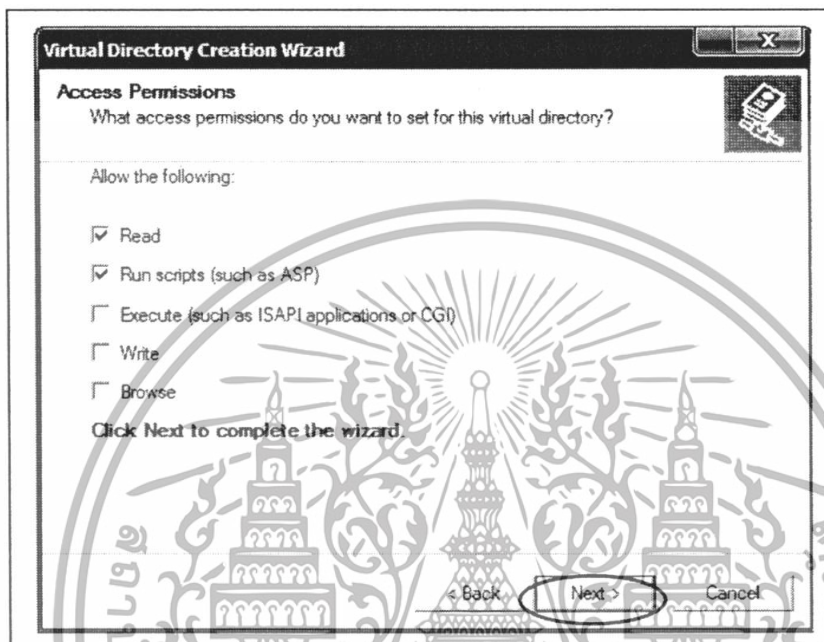 Virtual Directory Creation Wizard
X
Access Permissions
What access permissions do you want to set for this virtual directory?
Allow the following:
Read
Run scripts (such as ASP)
Execute (such as ISAPI applications or CGI)
Write
Browse
Click Next to complete the wizard.
< Back Next > Cancel